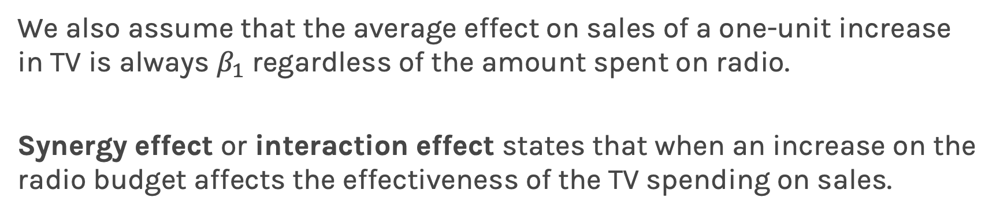 We also assume that the average effect on sales of a one-unit increase
in TV is always β₁ regardless of the amount spent on radio.
Synergy effect or interaction effect states that when an increase on the
radio budget affects the effectiveness of the TV spending on sales.